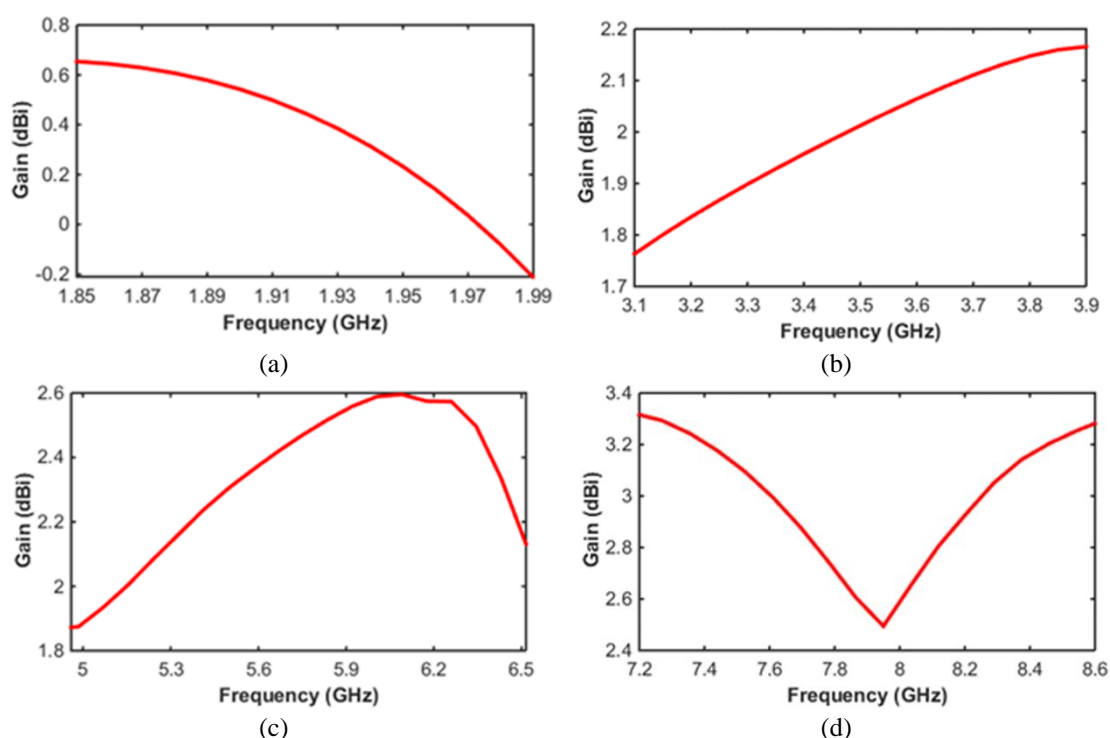 0.8
0.6
0.4
0.2
0
-0.2
Gain (dBi)
1.85 1.87 1.89 1.91 1.93 1.95 1.97 1.99
Frequency (GHz)
(a)
2.2
2.1
2
1.9
1.8
1.7
Gain (dBi)
3.1 3.2 3.3 3.4 3.5 3.6 3.7 3.8 3.9
Frequency (GHz)
(b)
2.6
2.4
2.2
2
1.8
Gain (dBi)
5 5.3 5.6 5.9 6.2 6.5
Frequency (GHz)
(c)
3.4
3.2
3
2.8
2.6
2.4
Gain (dBi)
7.2 7.4 7.6 7.8 8 8.2 8.4 8.6
Frequency (GHz)
(d)